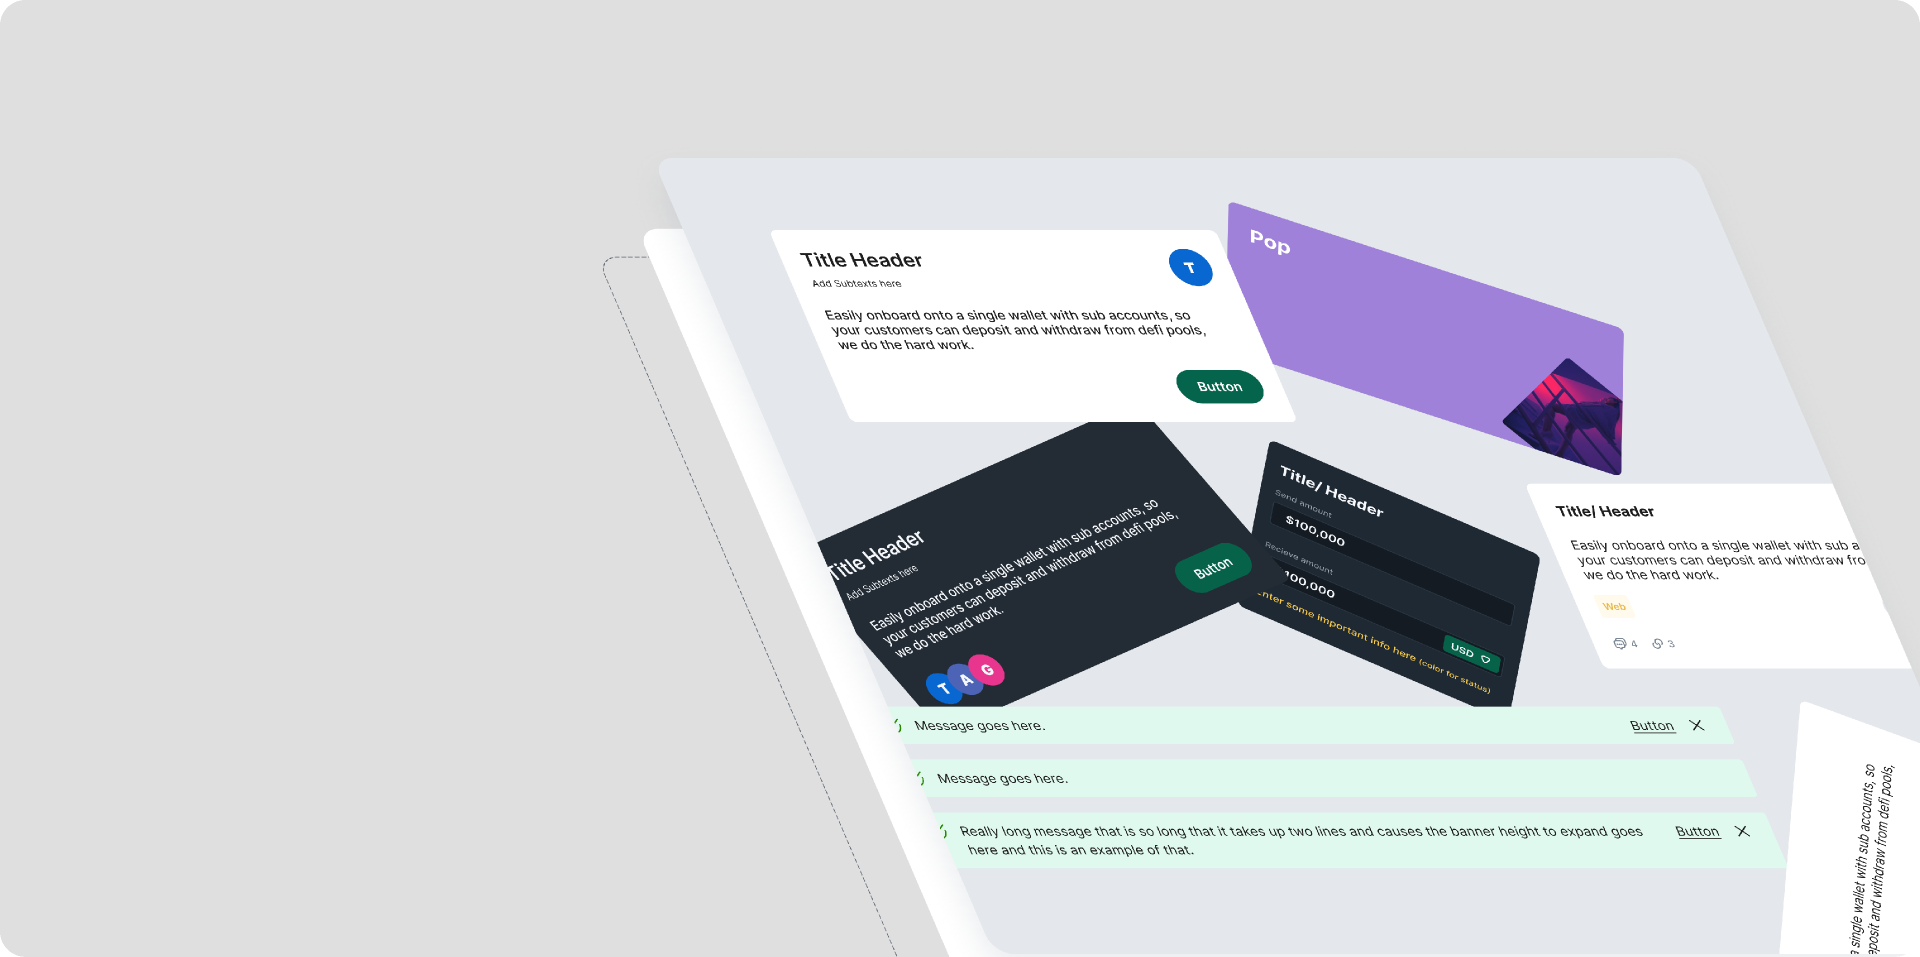 Title Header
T
Add Subtexts here
Easily onboard onto a single wallet with sub accounts, so
your customers can deposit and withdraw from defi pools,
we do the hard work.
Button
Pop
Title Header
Add Subtexts here
Easily onboard onto a single wallet with sub accounts, so
your customers can deposit and withdraw from defi pools,
we do the hard work.
Button
T A G
Title/ Header
Send amount
$100,000
Recieve amount
100,000
USD
Enter some important info here (color for status)
Title/ Header
Easily onboard onto a single wallet with sub a
your customers can deposit and withdraw fro
we do the hard work.
Web
4 3
Message goes here. Button
Message goes here.
Really long message that is so long that it takes up two lines and causes the banner height to expand goes Button
here and this is an example of that.
a single wallet with sub accounts, so
eposit and withdraw from defi pools,